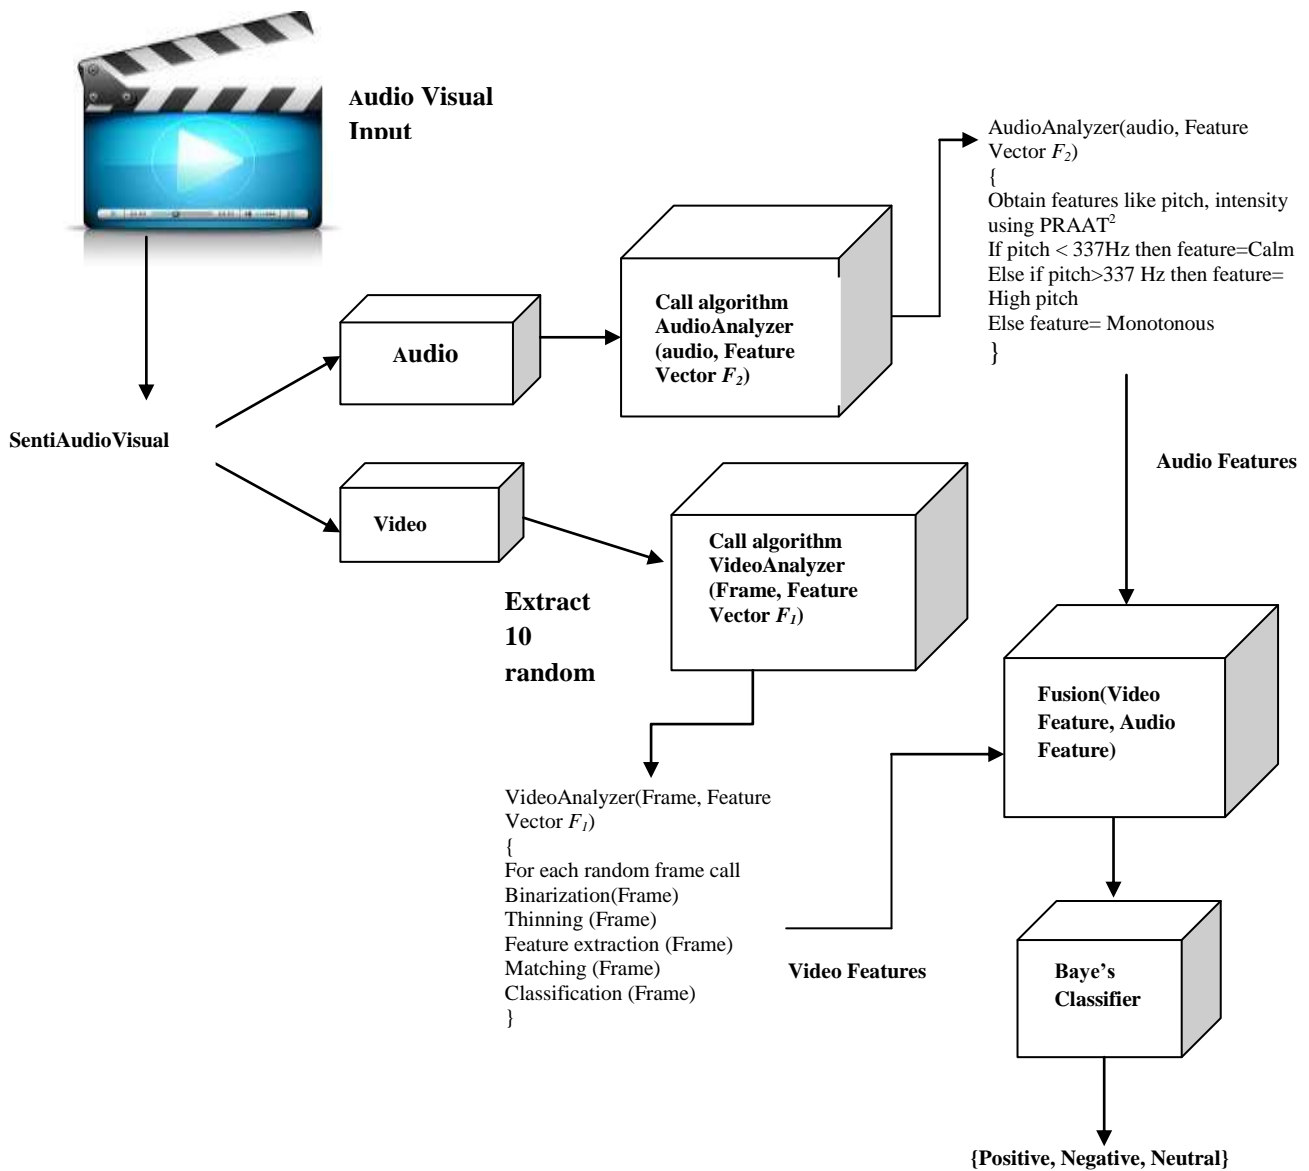 Audio Visual
Input
AudioAnalyzer(audio, Feature
Vector F2)
{
Obtain features like pitch, intensity
using PRAAT2
If pitch < 337Hz then feature=Calm
Else if pitch>337 Hz then feature=
High pitch
Else feature= Monotonous
}
Call algorithm
AudioAnalyzer
(audio, Feature
Vector F2)
Audio
SentiAudioVisual
Audio Features
Video
Call algorithm
VideoAnalyzer
(Frame, Feature
Vector F1)
Extract
10
random
Fusion(Video
Feature, Audio
Feature)
VideoAnalyzer(Frame, Feature
Vector F1)
{
For each random frame call
Binarization(Frame)
Thinning (Frame)
Feature extraction (Frame)
Matching (Frame)
Classification (Frame)
}
Video Features
Baye's
Classifier
{Positive, Negative, Neutral}